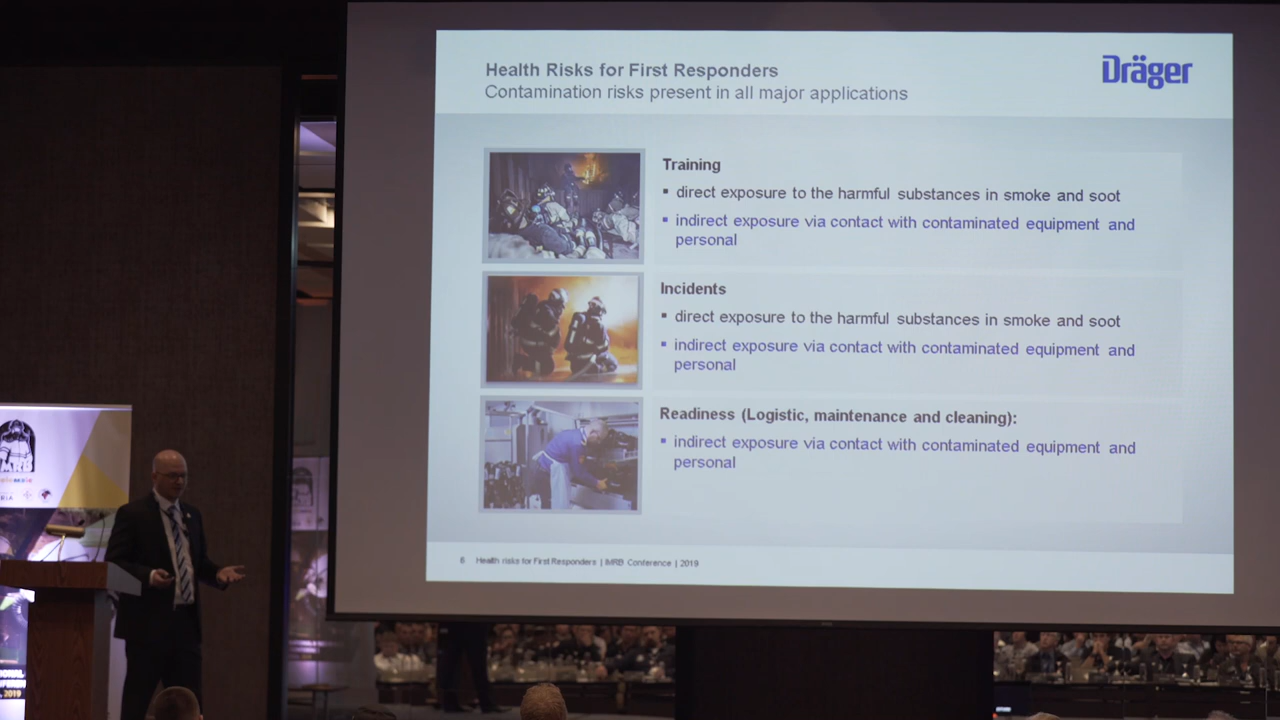 Health Risks for First Responders
Contamination risks present in all major applications
Dräger
Training
▪ direct exposure to the harmful substances in smoke and soot
▪ indirect exposure via contact with contaminated equipment and
personal
Incidents
▪ direct exposure to the harmful substances in smoke and soot
▪ indirect exposure via contact with contaminated equipment and
personal
Readiness (Logistic, maintenance and cleaning):
▪ indirect exposure via contact with contaminated equipment and
personal
6 Health risks for First Responders | IMRB Conference | 2019
MRB
2019